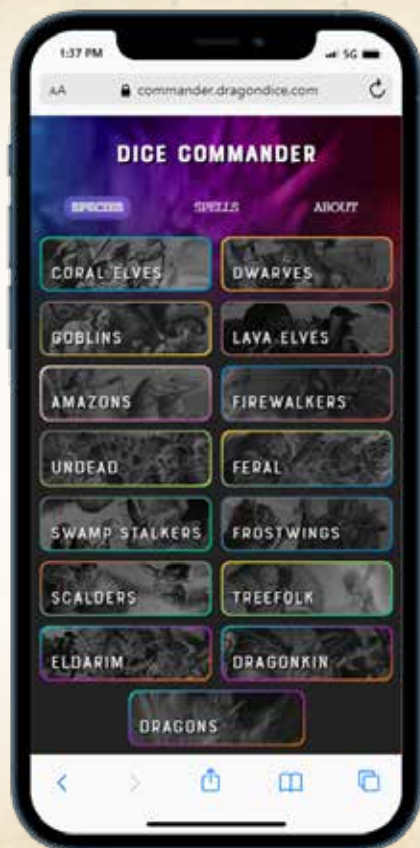 1:37 PM 5G
AA commander.dragondice.com
DICE COMMANDER
SPECIES SPELLS ABOUT
CORAL ELVES DWARVES
GOBLINS LAVA ELVES
AMAZONS FIREWALKERS
UNDEAD FERAL
SWAMP STALKERS FROSTWINGS
SCALDERS TREEFOLK
ELDARIM DRAGONKIN
DRAGONS